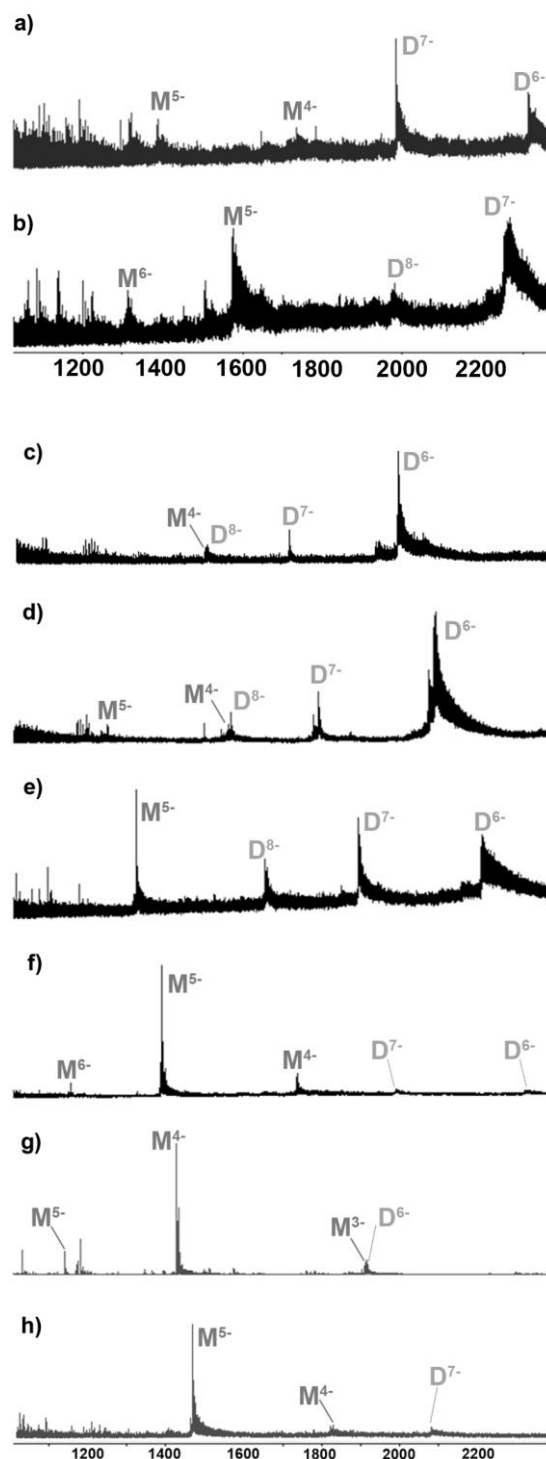 a)
D7-
D6-
M5-
M4-
b)
M5-
D7-
M6-
D8-
1200 1400 1600 1800 2000 2200
c)
D6-
M4- D8- D7-
d)
D6-
M5- M4- D8- D7-
e)
M5-
D8- D7- D6-
f)
M5-
M6- M4- D7- D6-
g)
M4-
M5- M3- D6-
h)
M5-
M4- D7-
1200 1400 1600 1800 2000 2200